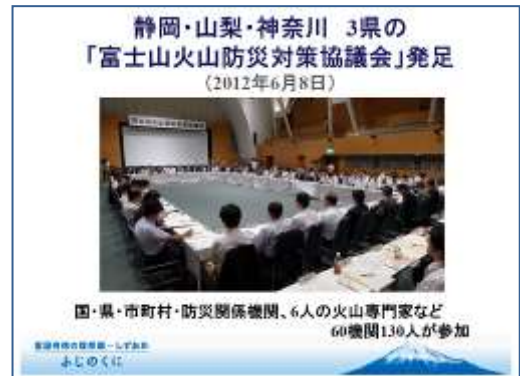 静岡・山梨・神奈川 3県の
「富士山火山防災対策協議会」発足
（2012年6月8日）
国・県・市町村・防災関係機関、6人の火山専門家など
60機関130人が参加
ふじのくに